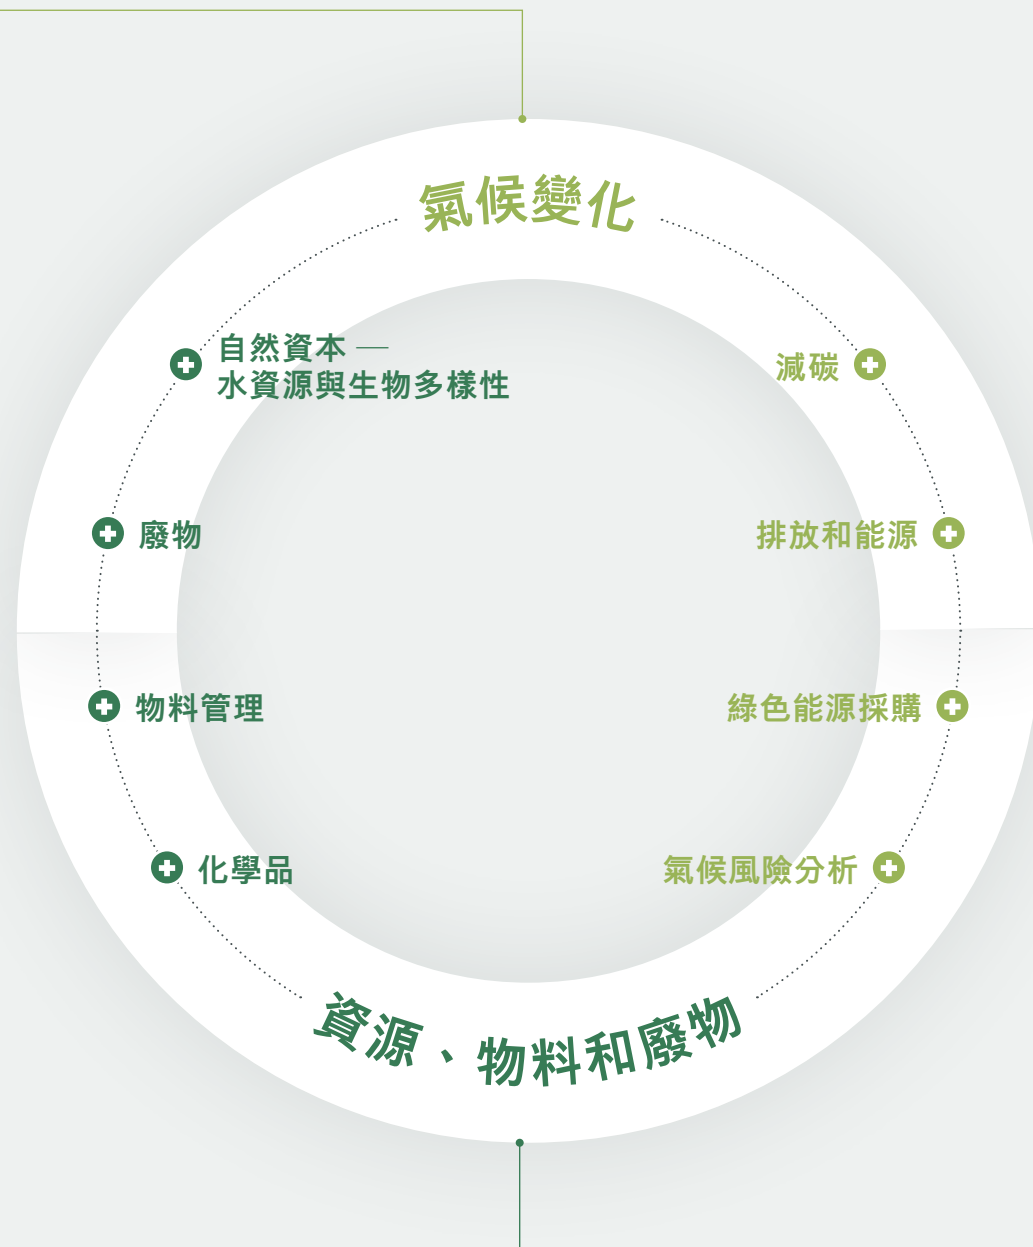 氣候變化
自然資本 —
水資源與生物多樣性
減碳
廢物
排放和能源
物料管理
綠色能源採購
化學品
氣候風險分析
資源、物料和廢物